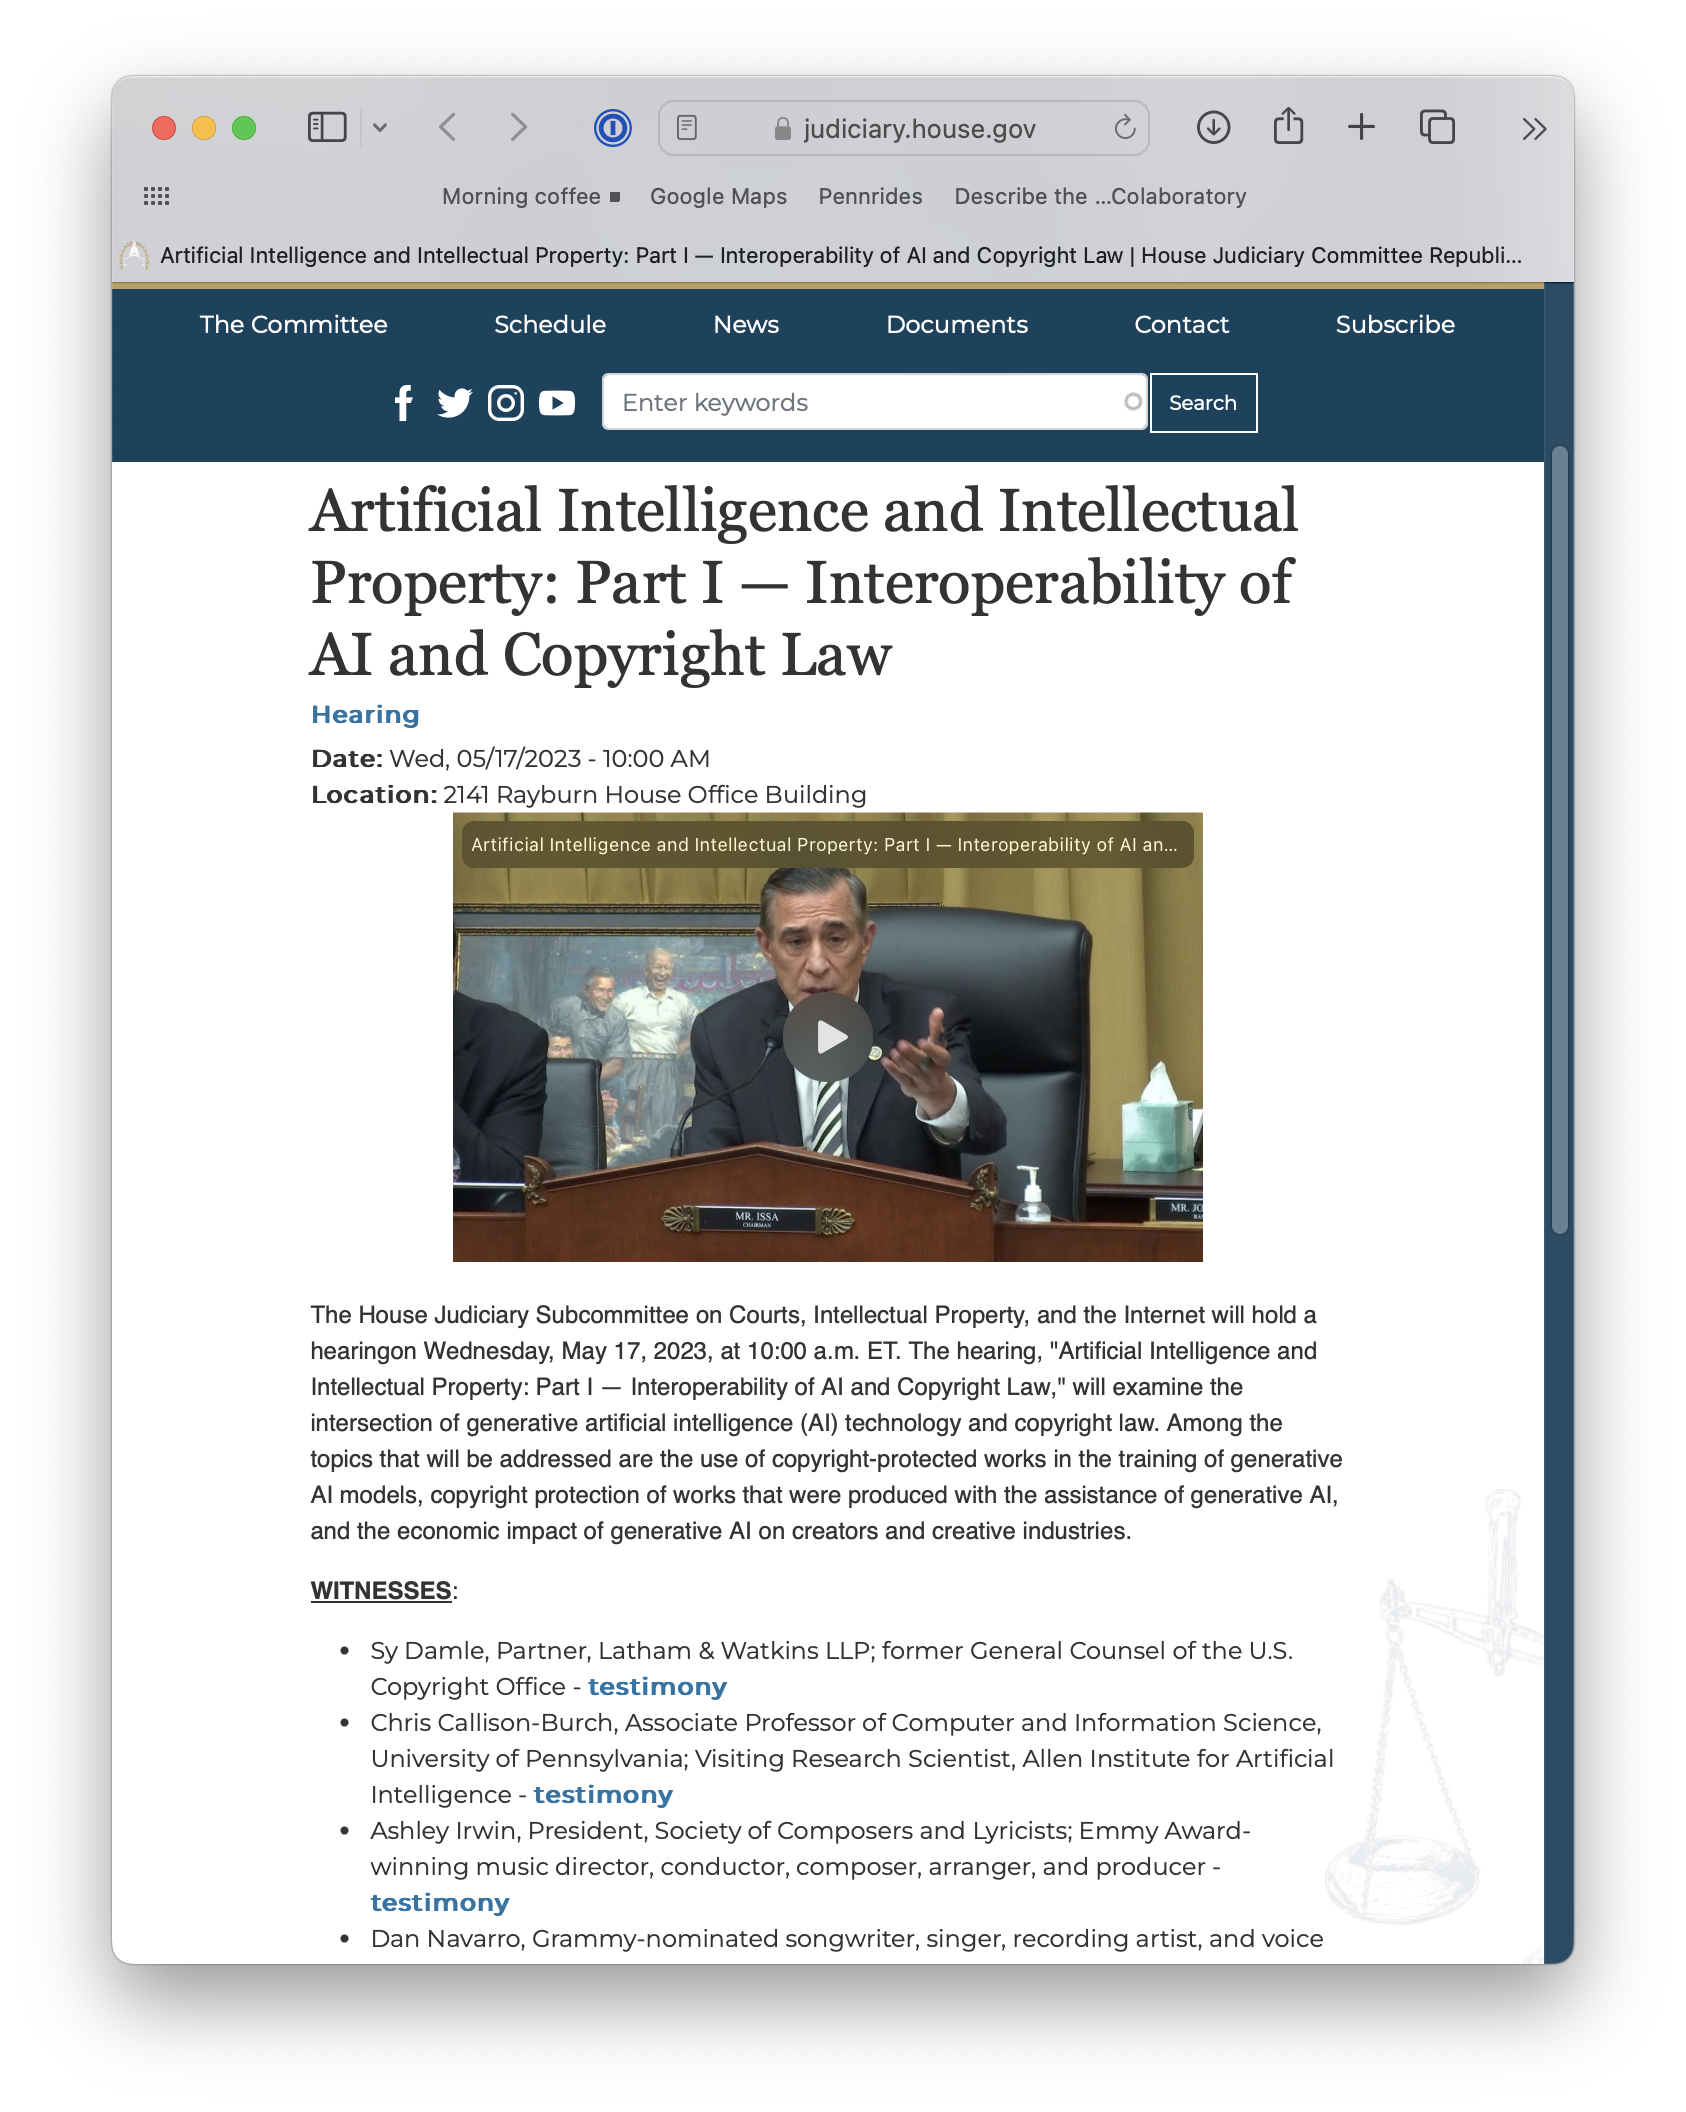 judiciary.house.gov
Morning coffee
Google Maps
Pennrides
Describe the ...Colaboratory
Artificial Intelligence and Intellectual Property: Part I — Interoperability of AI and Copyright Law | House Judiciary Committee Republi...
The Committee
Schedule
News
Documents
Contact
Subscribe
Enter keywords
Search
Artificial Intelligence and Intellectual
Property: Part I — Interoperability of
AI and Copyright Law
Hearing
Date: Wed, 05/17/2023 - 10:00 AM
Location: 2141 Rayburn House Office Building
Artificial Intelligence and Intellectual Property: Part I — Interoperability of AI an...
MR. ISSA
CHAIRMAN
MR. JO
The House Judiciary Subcommittee on Courts, Intellectual Property, and the Internet will hold a
hearingon Wednesday, May 17, 2023, at 10:00 a.m. ET. The hearing, "Artificial Intelligence and
Intellectual Property: Part I — Interoperability of AI and Copyright Law," will examine the
intersection of generative artificial intelligence (AI) technology and copyright law. Among the
topics that will be addressed are the use of copyright-protected works in the training of generative
AI models, copyright protection of works that were produced with the assistance of generative AI,
and the economic impact of generative AI on creators and creative industries.
WITNESSES:
• Sy Damle, Partner, Latham & Watkins LLP; former General Counsel of the U.S.
Copyright Office - testimony
• Chris Callison-Burch, Associate Professor of Computer and Information Science,
University of Pennsylvania; Visiting Research Scientist, Allen Institute for Artificial
Intelligence - testimony
• Ashley Irwin, President, Society of Composers and Lyricists; Emmy Award-
winning music director, conductor, composer, arranger, and producer -
testimony
• Dan Navarro, Grammy-nominated songwriter, singer, recording artist, and voice